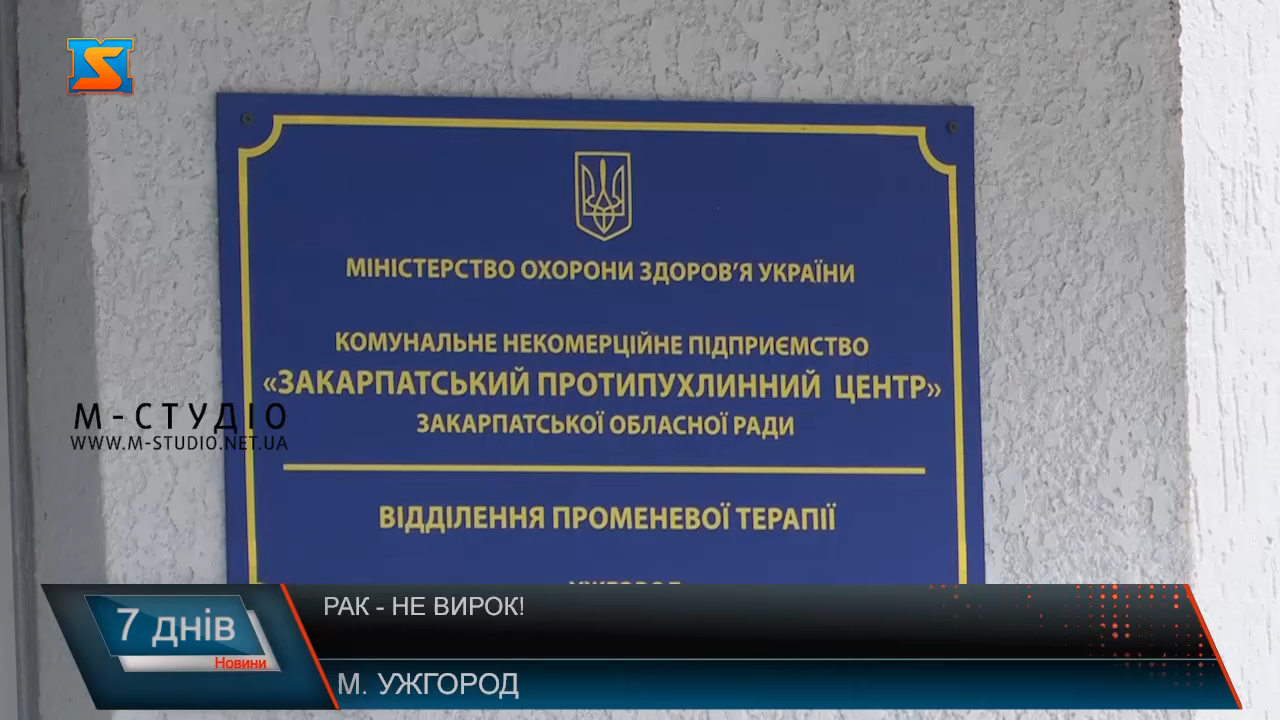 МІНІСТЕРСТВО ОХОРОНИ ЗДОРОВ’Я УКРАЇНИ
КОМУНАЛЬНЕ НЕКОМЕРЦІЙНЕ ПІДПРИЄМСТВО
«ЗАКАРПАТСЬКИЙ ПРОТИПУХЛИННИЙ ЦЕНТР»
ЗАКАРПАТСЬКОЇ ОБЛАСНОЇ РАДИ
М-СТУДІО
WWW.M-STUDIO.NET.UA
ВІДДІЛЕННЯ ПРОМЕНЕВОЇ ТЕРАПІЇ
РАК - НЕ ВИРОК!
7 днів
Новини
М. УЖГОРОД